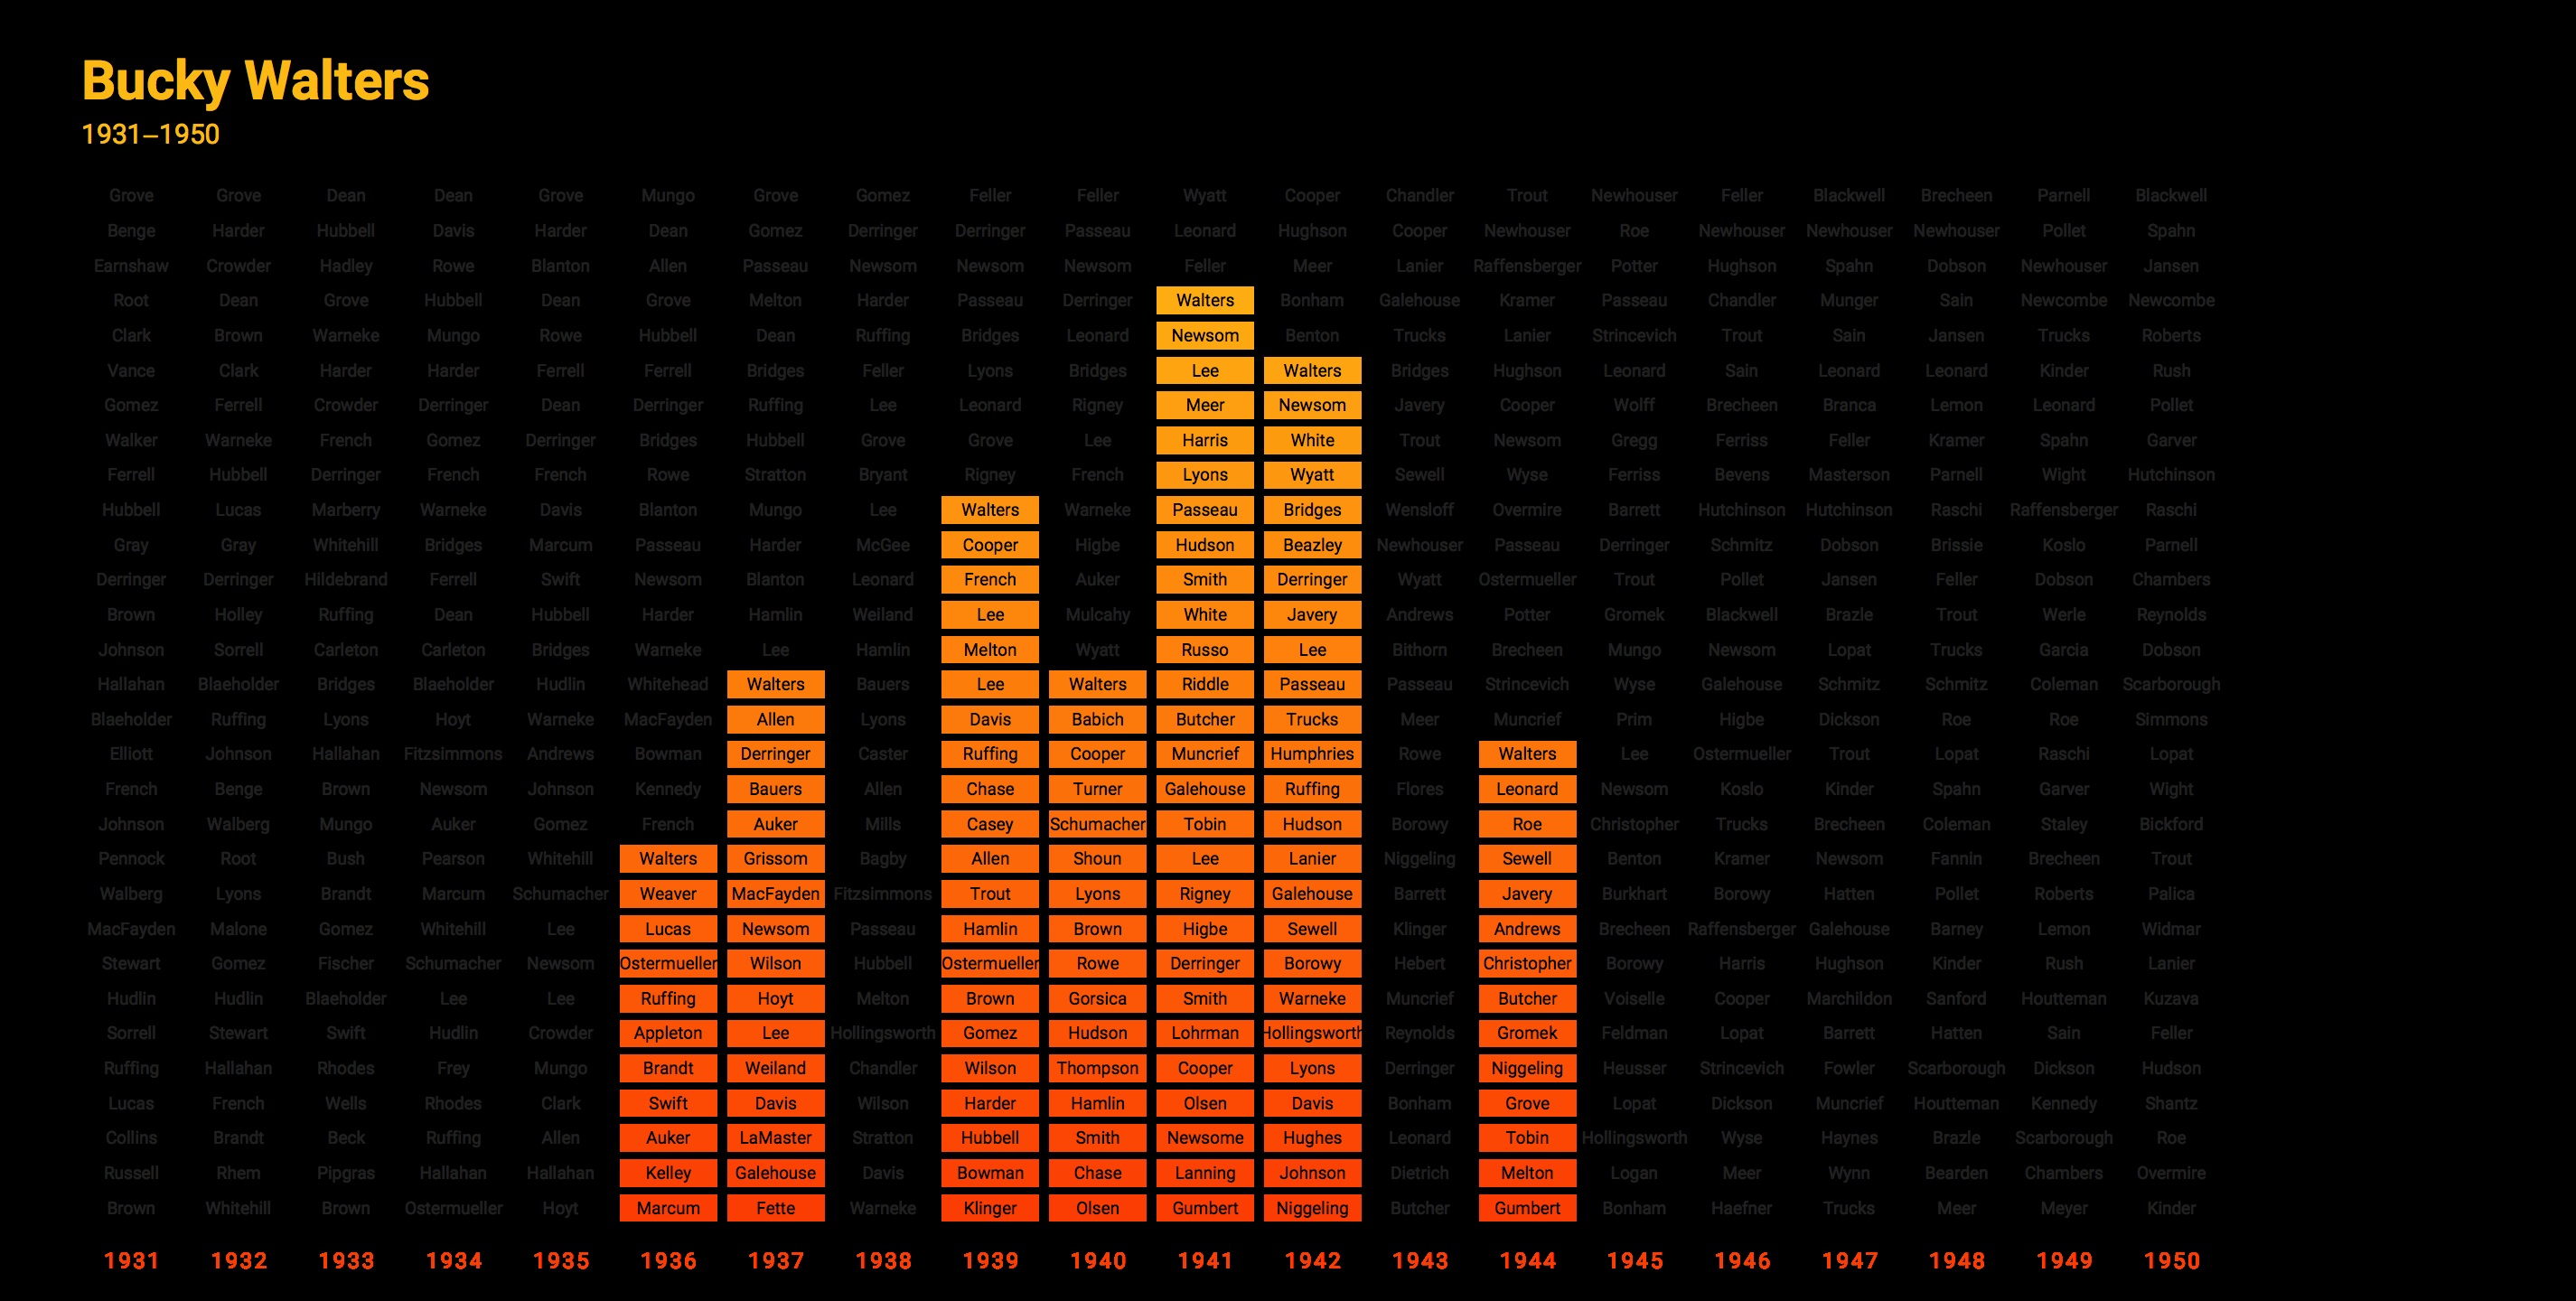 Bucky Walters
1931–1950
Grove Grove Dean Dean Grove Mungo Grove Gomez Feller Feller Wyatt Cooper Chandler Trout Newhouser Feller Blackwell Brecheen Parnell Blackwell
Benge Harder Hubbell Davis Harder Dean Gomez Derringer Derringer Passeau Leonard Hughson Cooper Newhouser Roe Newhouser Newhouser Newhouser Pollet Spahn
Earnshaw Crowder Hadley Rowe Blanton Allen Passeau Newsom Newsom Newsom Feller Meer Lanier Raffensberger Potter Hughson Spahn Dobson Newhouser Jansen
Root Dean Grove Hubbell Dean Grove Melton Harder Passeau Derringer Walters Bonham Galehouse Kramer Passeau Chandler Munger Sain Newcombe Newcombe
Clark Brown Warneke Mungo Rowe Hubbell Dean Ruffing Bridges Leonard Newsom Benton Trucks Lanier Strincevich Trout Sain Jansen Trucks Roberts
Vance Clark Harder Harder Ferrell Ferrell Bridges Feller Lyons Bridges Lee Walters Bridges Hughson Leonard Sain Leonard Leonard Kinder Rush
Gomez Ferrell Crowder Derringer Dean Derringer Ruffing Lee Leonard Rigney Meer Newsom Javery Cooper Wolff Brecheen Branca Lemon Leonard Pollet
Walker Warneke French Gomez Derringer Bridges Hubbell Grove Grove Lee Harris White Trout Newsom Gregg Ferriss Feller Kramer Spahn Garver
Ferrell Hubbell Derringer French French Rowe Stratton Bryant Rigney French Lyons Wyatt Sewell Wyse Ferriss Bevens Masterson Parnell Wight Hutchinson
Hubbell Lucas Marberry Warneke Davis Blanton Mungo Lee Walters Warneke Passeau Bridges Wensloff Overmire Barrett Hutchinson Hutchinson Raschi Raffensberger Raschi
Gray Gray Whitehill Bridges Marcum Passeau Harder McGee Cooper Higbe Hudson Beazley Newhouser Passeau Derringer Schmitz Dobson Brissie Koslo Parnell
Derringer Derringer Hildebrand Ferrell Swift Newsom Blanton Leonard French Auker Smith Derringer Wyatt Ostermueller Trout Pollet Jansen Feller Dobson Chambers
Brown Holley Ruffing Dean Hubbell Harder Hamlin Weiland Lee Mulcahy White Javery Andrews Potter Gromek Blackwell Brazle Trout Werle Reynolds
Johnson Sorrell Carleton Carleton Bridges Warneke Lee Hamlin Melton Wyatt Russo Lee Bithorn Brecheen Mungo Newsom Lopat Trucks Garcia Dobson
Hallahan Blaeholder Bridges Blaeholder Hudlin Whitehead Walters Bauers Lee Walters Riddle Passeau Passeau Strincevich Wyse Galehouse Schmitz Schmitz Coleman Scarborough
Blaeholder Ruffing Lyons Hoyt Warneke MacFayden Allen Lyons Davis Babich Butcher Trucks Meer Muncrief Prim Higbe Dickson Roe Roe Simmons
Elliott Johnson Hallahan Fitzsimmons Andrews Bowman Derringer Caster Ruffing Cooper Muncrief Humphries Rowe Walters Lee Ostermueller Trout Lopat Raschi Lopat
French Benge Brown Newsom Johnson Kennedy Bauers Allen Chase Turner Galehouse Ruffing Flores Leonard Newsom Koslo Kinder Spahn Garver Wight
Johnson Walberg Mungo Auker Gomez French Auker Mills Casey Schumacher Tobin Hudson Borowy Roe Christopher Trucks Brecheen Coleman Staley Bickford
Pennock Root Bush Pearson Whitehill Walters Grissom Bagby Allen Shoun Lee Lanier Niggeling Sewell Benton Kramer Newsom Fannin Brecheen Trout
Walberg Lyons Brandt Marcum Schumacher Weaver MacFayden Fitzsimmons Trout Lyons Rigney Galehouse Barrett Javery Burkhart Borowy Hatten Pollet Roberts Palica
MacFayden Malone Gomez Whitehill Lee Lucas Newsom Passeau Hamlin Brown Higbe Sewell Klinger Andrews Brecheen Raffensberger Galehouse Barney Lemon Widmar
Stewart Gomez Fischer Schumacher Newsom Ostermueller Wilson Hubbell Ostermueller Rowe Derringer Borowy Hebert Christopher Borowy Harris Hughson Kinder Rush Lanier
Hudlin Hudlin Blaeholder Lee Lee Ruffing Hoyt Melton Brown Gorsica Smith Warneke Muncrief Butcher Voiselle Cooper Marchildon Sanford Houtteman Kuzava
Sorrell Stewart Swift Hudlin Crowder Appleton Lee Hollingsworth Gomez Hudson Lohrman Hollingsworth Reynolds Gromek Feldman Lopat Barrett Hatten Sain Feller
Ruffing Hallahan Rhodes Frey Mungo Brandt Weiland Chandler Wilson Thompson Cooper Lyons Derringer Niggeling Heusser Strincevich Fowler Scarborough Dickson Hudson
Lucas French Wells Rhodes Clark Swift Davis Wilson Harder Hamlin Olsen Davis Bonham Grove Lopat Dickson Muncrief Houtteman Kennedy Shantz
Collins Brandt Beck Ruffing Allen Auker LaMaster Stratton Hubbell Smith Newsome Hughes Leonard Tobin Hollingsworth Wyse Haynes Brazle Scarborough Roe
Russell Rhem Pipgras Hallahan Hallahan Kelley Galehouse Davis Bowman Chase Lanning Johnson Dietrich Melton Logan Meer Wynn Bearden Chambers Overmire
Brown Whitehill Brown Ostermueller Hoyt Marcum Fette Warneke Klinger Olsen Gumbert Niggeling Butcher Gumbert Bonham Haefner Trucks Meer Meyer Kinder
1931 1932 1933 1934 1935 1936 1937 1938 1939 1940 1941 1942 1943 1944 1945 1946 1947 1948 1949 1950